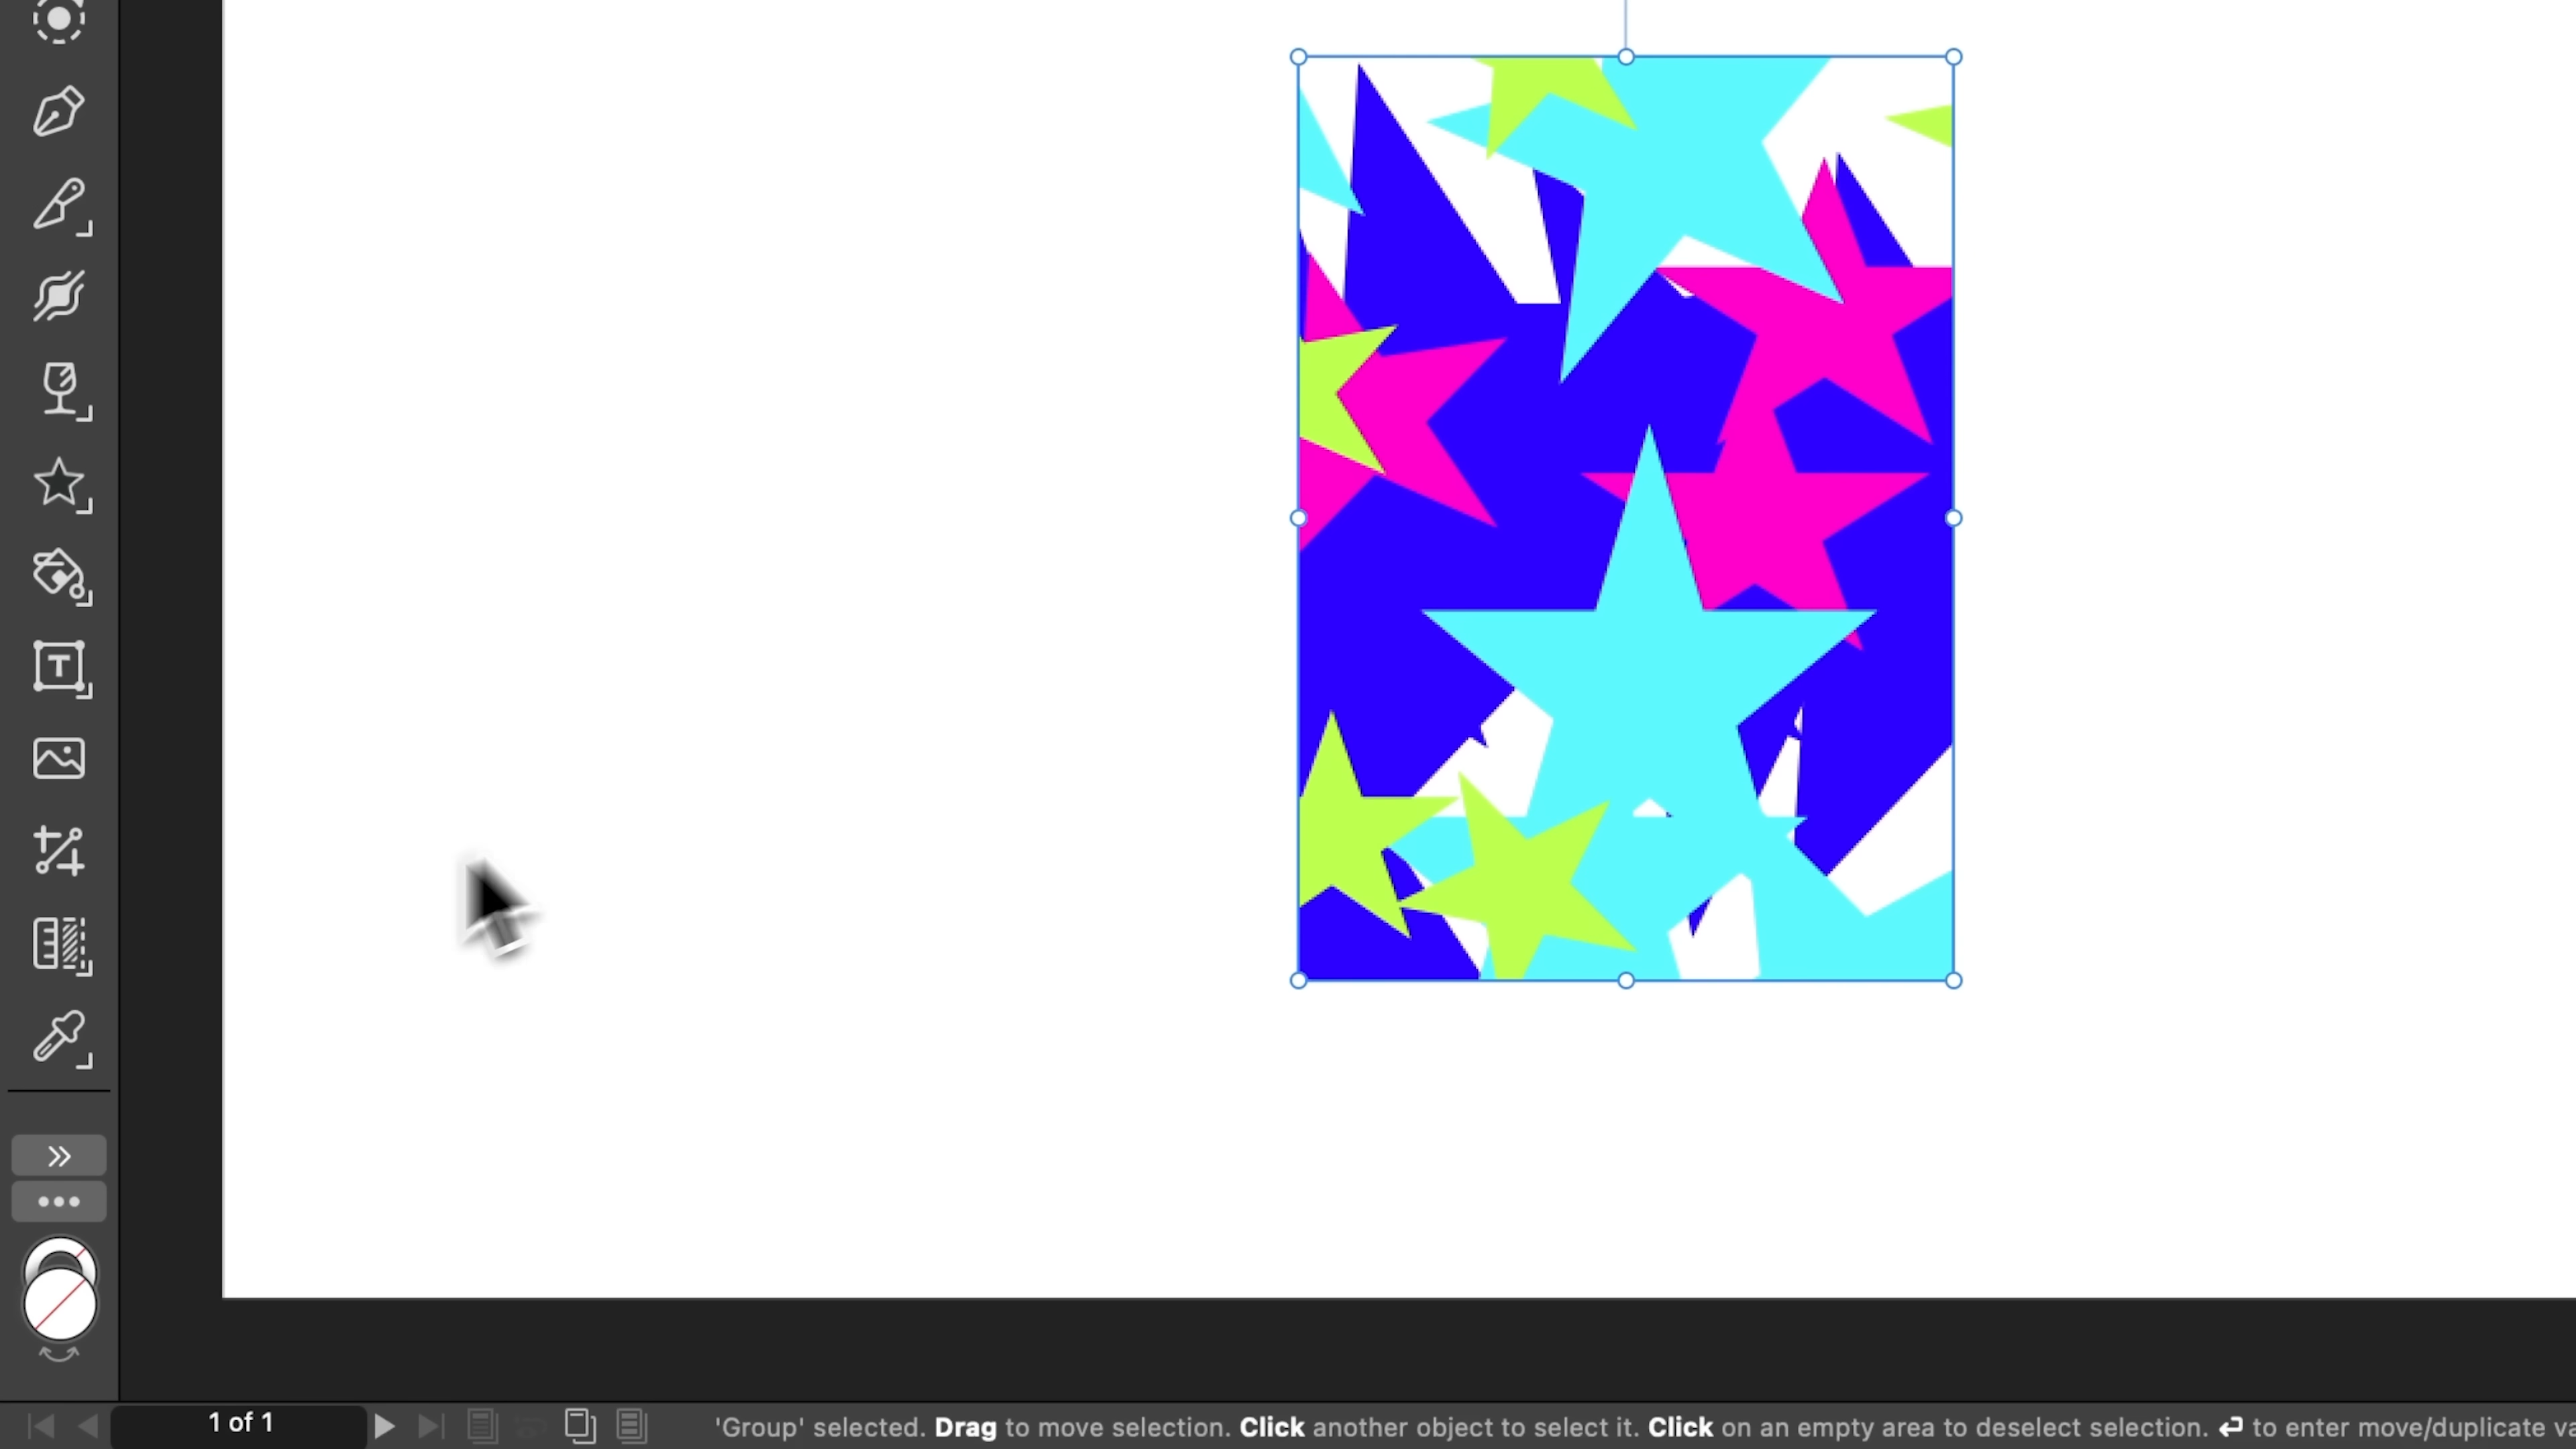 T
1 of 1
'Group' selected. Drag to move selection. Click another object to select it. Click on an empty area to deselect selection. ↵ to enter move/duplicate